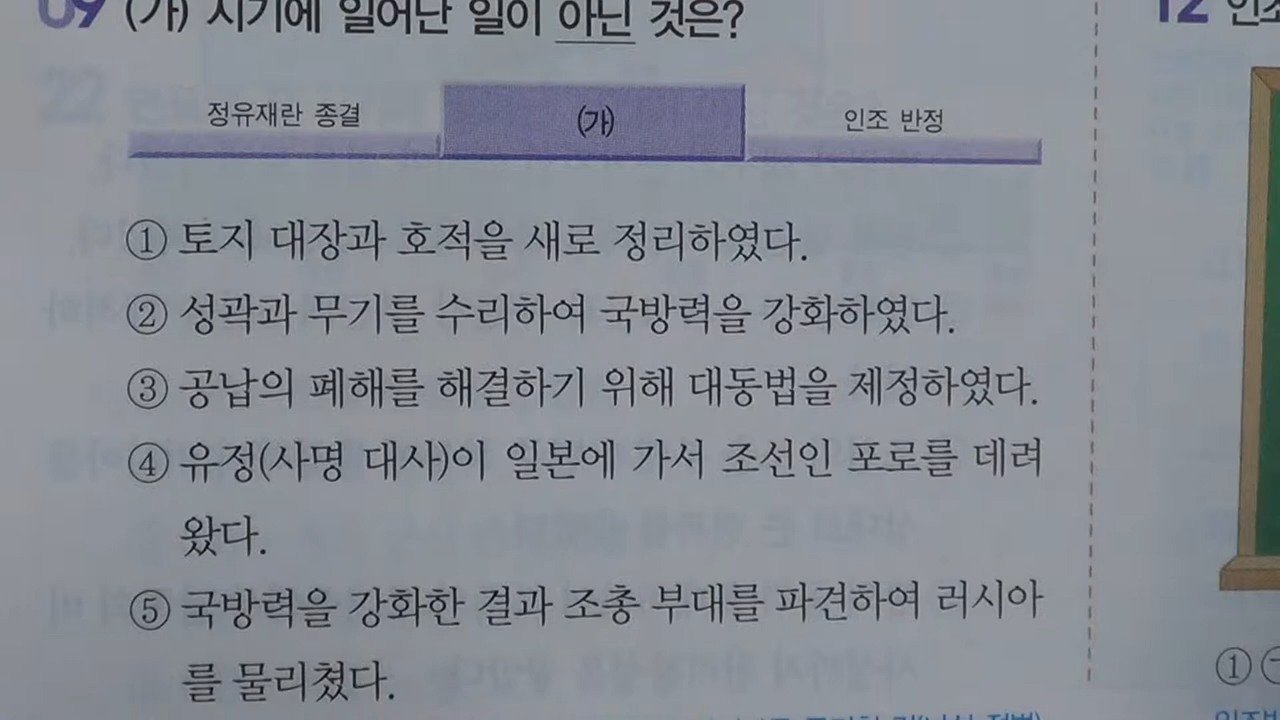 09 (가) 시기에 일어난 일이 아닌 것은?
정유재란 종결 (가) 인조 반정
① 토지 대장과 호적을 새로 정리하였다.
② 성곽과 무기를 수리하여 국방력을 강화하였다.
③ 공납의 폐해를 해결하기 위해 대동법을 제정하였다.
④ 유정(사명 대사)이 일본에 가서 조선인 포로를 데려
왔다.
⑤ 국방력을 강화한 결과 조총 부대를 파견하여 러시아
를 물리쳤다.
12 인조
①